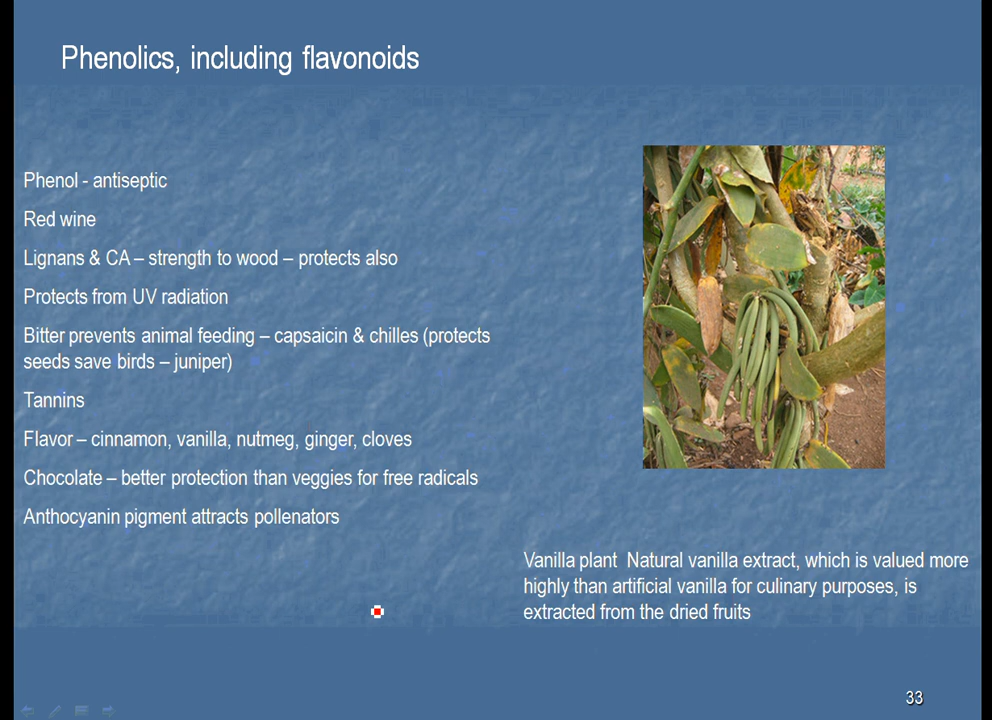 Phenolics, including flavonoids
Phenol - antiseptic
Red wine
Lignans & CA – strength to wood – protects also
Protects from UV radiation
Bitter prevents animal feeding – capsaicin & chilles (protects
seeds save birds – juniper)
Tannins
Flavor – cinnamon, vanilla, nutmeg, ginger, cloves
Chocolate – better protection than veggies for free radicals
Anthocyanin pigment attracts pollenators
Vanilla plant  Natural vanilla extract, which is valued more
highly than artificial vanilla for culinary purposes, is
extracted from the dried fruits
33